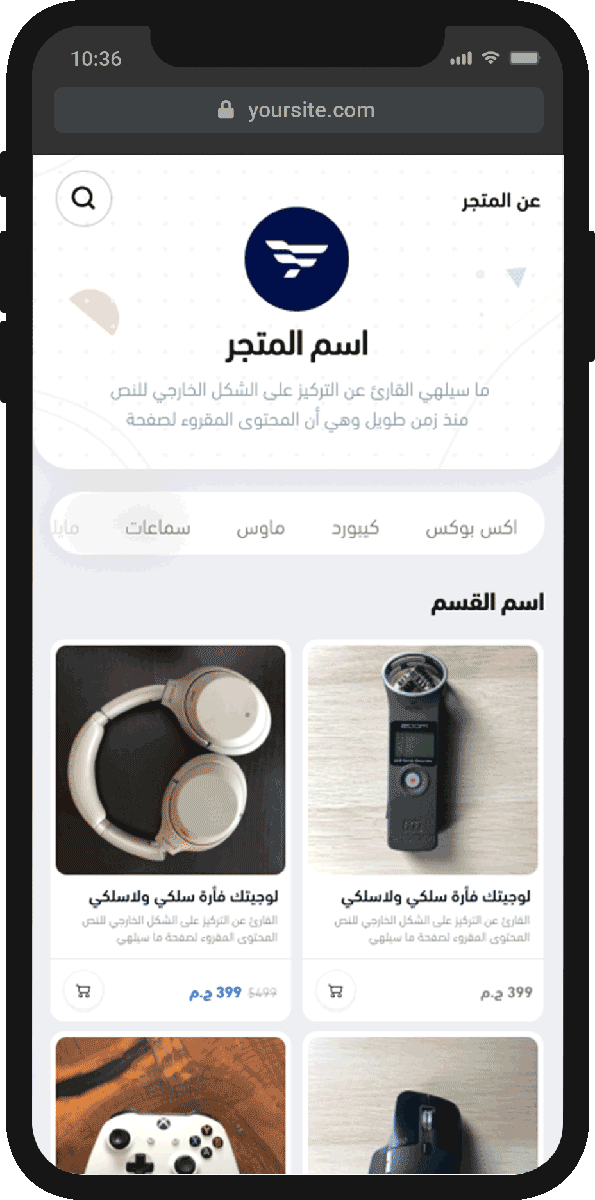 10:36
yoursite.com
عن المتجر
اسم المتجر
ما سيلهي القارئ عن التركيز على الشكل الخارجي للنص
منذ زمن طويل وهي أن المحتوى المقروء لصفحة
اكس بوكس
كيبورد
ماوس
سماعات
اسم القسم
zoom
لوجيتك فأرة سلكي ولاسلكي
القارئ عن التركيز على الشكل الخارجي للنص
المحتوى المقروء لصفحة ما سيلهي
399 ج.م
لوجيتك فأرة سلكي ولاسلكي
القارئ عن التركيز على الشكل الخارجي للنص
المحتوى المقروء لصفحة ما سيلهي
5499 399 ج.م